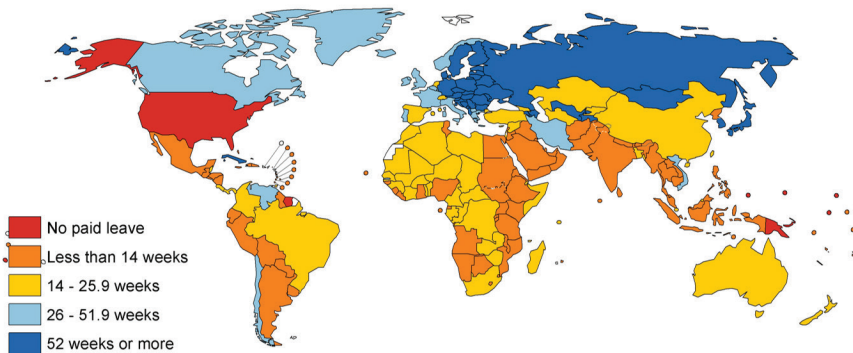 No paid leave
Less than 14 weeks
14 - 25.9 weeks
26 - 51.9 weeks
52 weeks or more